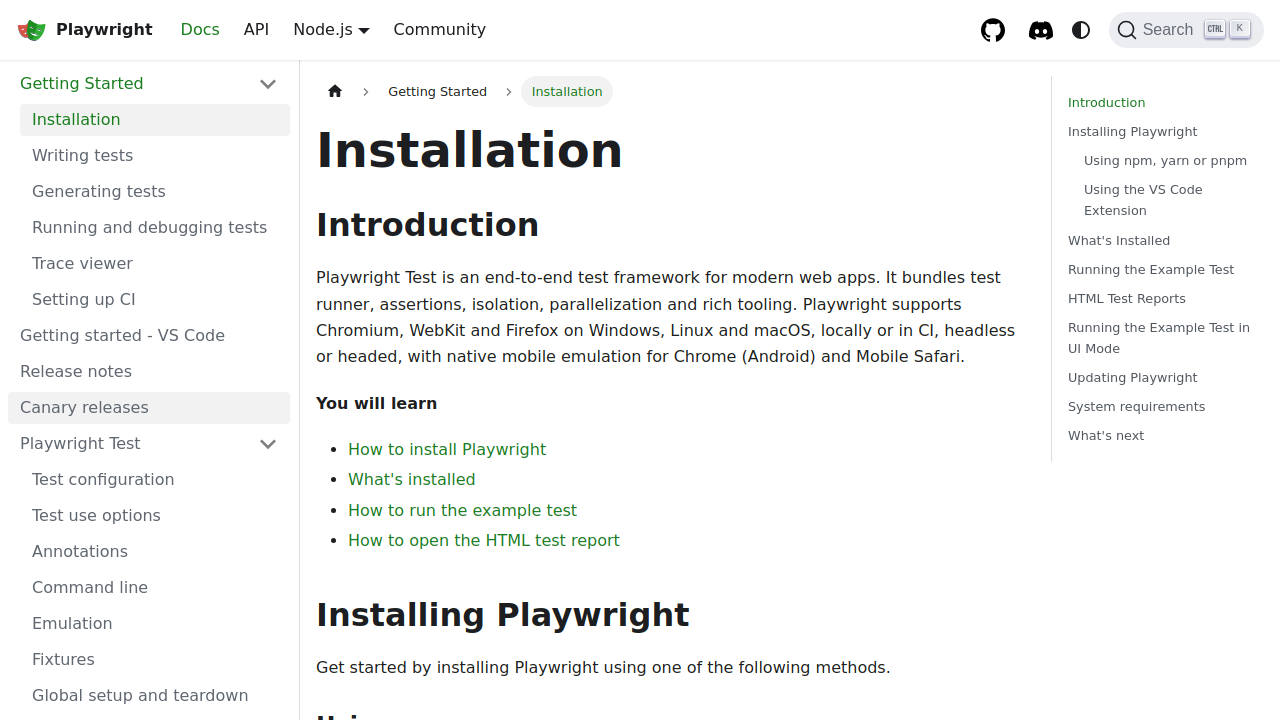 Playwright
Docs
API
Node.js
Community
Search
CTRL
K
Getting Started
Installation
Writing tests
Generating tests
Running and debugging tests
Trace viewer
Setting up CI
Getting started - VS Code
Release notes
Canary releases
Playwright Test
Test configuration
Test use options
Annotations
Command line
Emulation
Fixtures
Global setup and teardown
Getting Started
Installation
Installation
Introduction
Playwright Test is an end-to-end test framework for modern web apps. It bundles test
runner, assertions, isolation, parallelization and rich tooling. Playwright supports
Chromium, WebKit and Firefox on Windows, Linux and macOS, locally or in CI, headless
or headed, with native mobile emulation for Chrome (Android) and Mobile Safari.
You will learn
How to install Playwright
What's installed
How to run the example test
How to open the HTML test report
Installing Playwright
Get started by installing Playwright using one of the following methods.
Introduction
Installing Playwright
Using npm, yarn or pnpm
Using the VS Code
Extension
What's Installed
Running the Example Test
HTML Test Reports
Running the Example Test in
UI Mode
Updating Playwright
System requirements
What's next